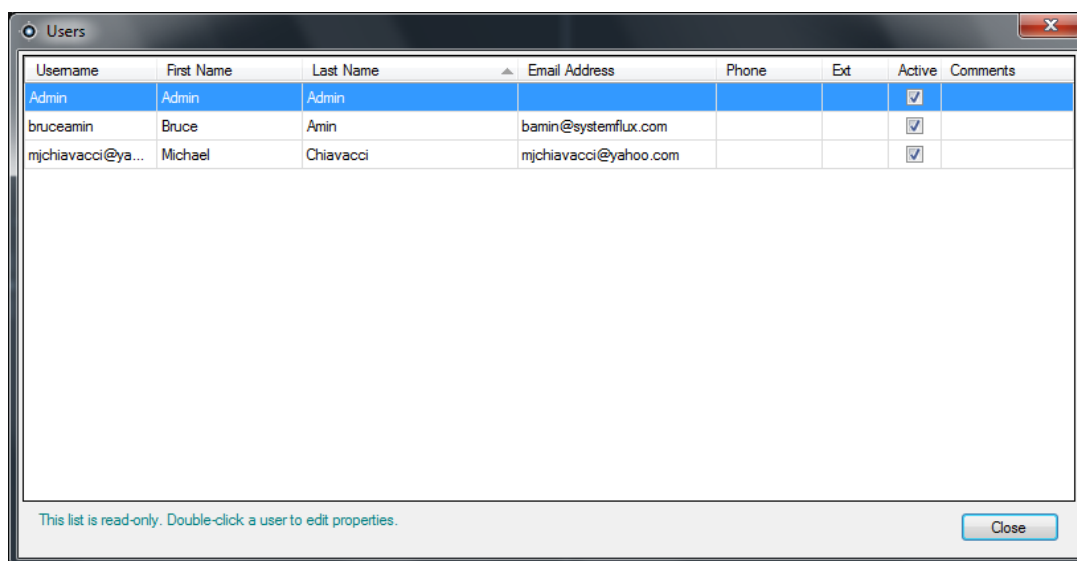 Users
Username First Name Last Name Email Address Phone Ext Active Comments
Admin Admin Admin
bruceamin Bruce Amin bamin@systemflux.com
mjchiavacci@ya... Michael Chiavacci mjchiavacci@yahoo.com
This list is read-only. Double-click a user to edit properties.
Close